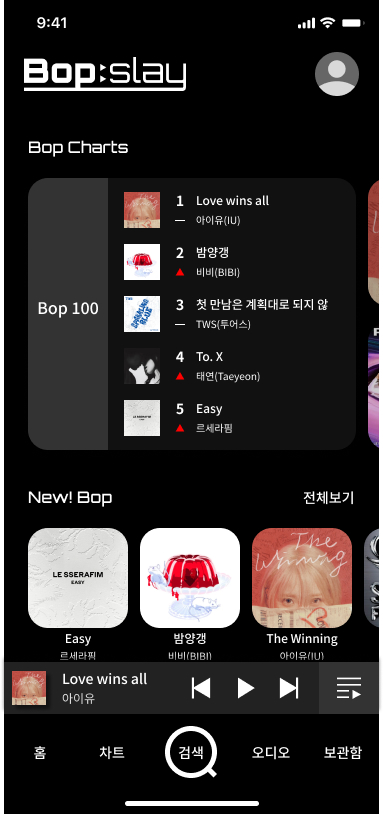 9:41
Bop:slay
Bop Charts
Bop 100
1 Love wins all
아이유(IU)
2 밤양갱
비비(BIBI)
3 첫 만남은 계획대로 되지 않
TWS(투어스)
4 To. X
태연(Taeyeon)
5 Easy
르세라핌
New! Bop 전체보기
LE SSERAFIM
EASY
The Winning
Easy 밤양갱 The Winning
르세라핌 비비(BIBI) 아이유(IU)
Love wins all
아이유
홈 차트 검색 오디오 보관함